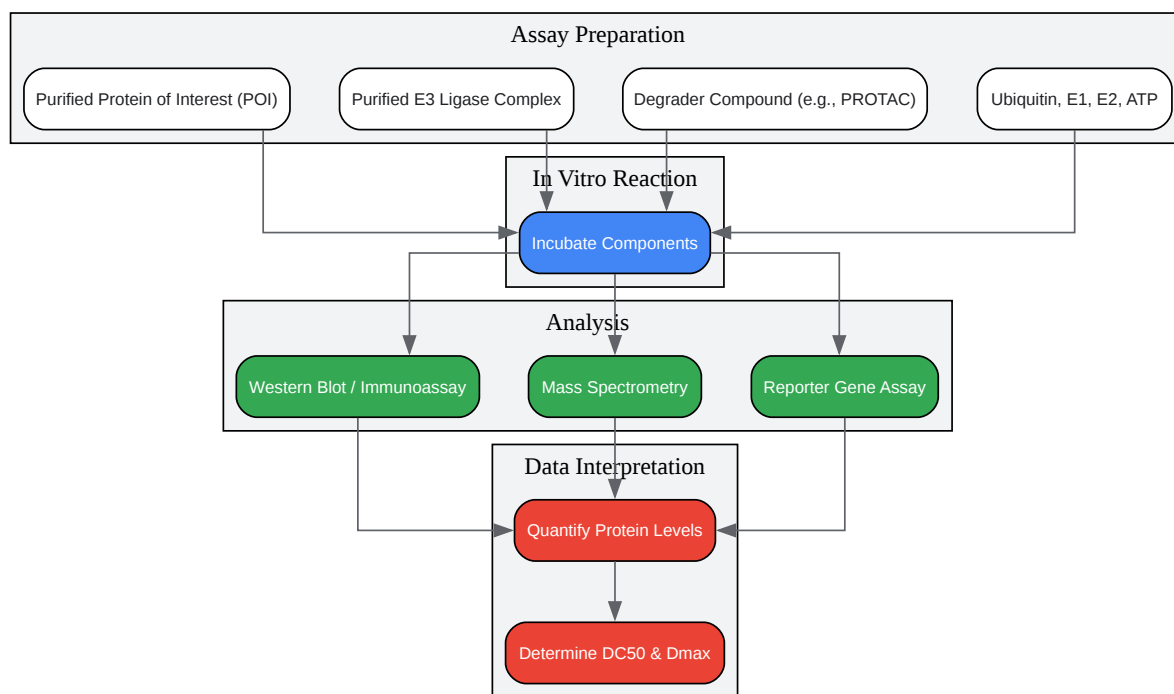 Assay Preparation
Purified Protein of Interest (POI)
Purified E3 Ligase Complex
Degrader Compound (e.g., PROTAC)
Ubiquitin, E1, E2, ATP
In Vitro Reaction
Incubate Components
Analysis
Western Blot / Immunoassay
Mass Spectrometry
Reporter Gene Assay
Data Interpretation
Quantify Protein Levels
Determine DC50 & Dmax